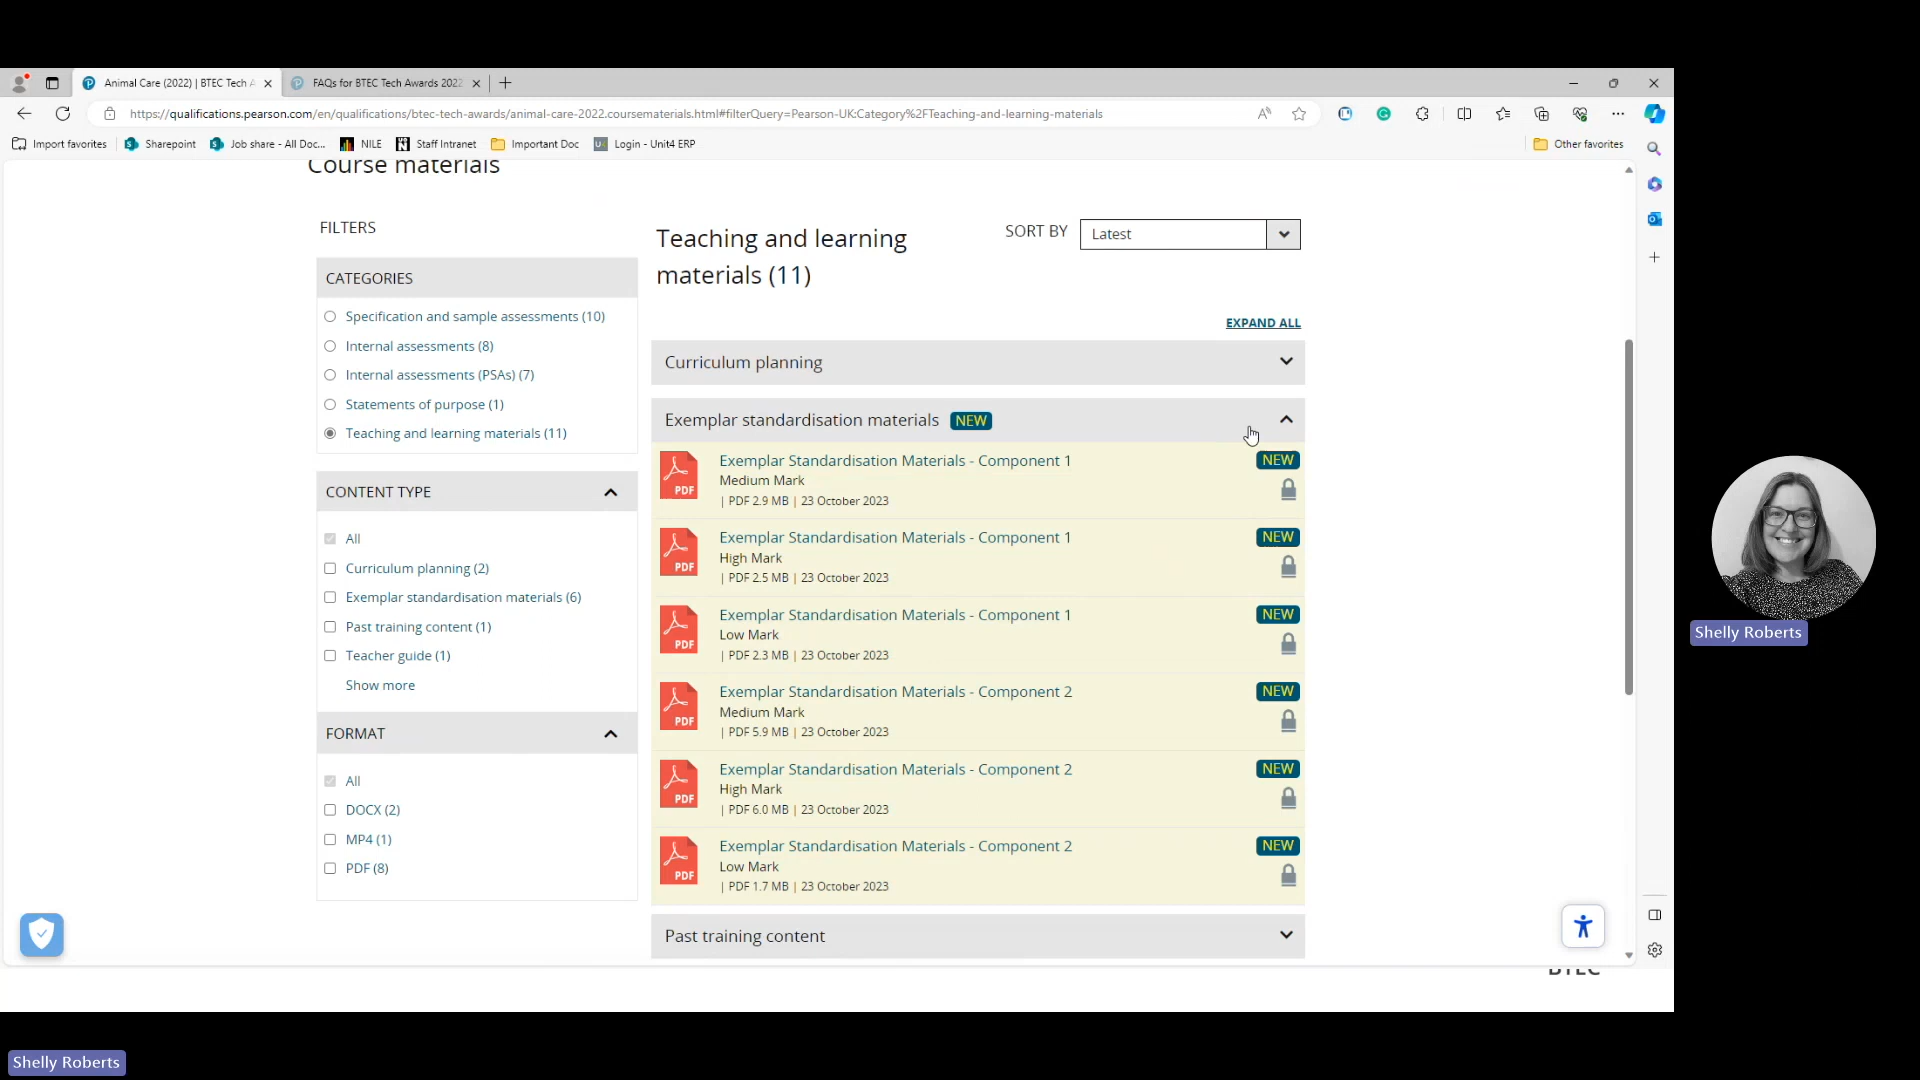 Animal Care (2022) | BTEC Tech A
FAQs for BTEC Tech Awards 2022
https://qualifications.pearson.com/en/qualifications/btec-tech-awards/animal-care-2022.coursematerials.html#filterQuery=Pearson-UK:Category%2FTeaching-and-learning-materials
Import favorites
Sharepoint
Job share - All Doc...
NILE
Staff Intranet
Important Doc
Login - Unit4 ERP
Other favorites
Course materials
FILTERS
CATEGORIES
Specification and sample assessments (10)
Internal assessments (8)
Internal assessments (PSAs) (7)
Statements of purpose (1)
Teaching and learning materials (11)
CONTENT TYPE
All
Curriculum planning (2)
Exemplar standardisation materials (6)
Past training content (1)
Teacher guide (1)
Show more
FORMAT
All
DOCX (2)
MP4 (1)
PDF (8)
Teaching and learning
materials (11)
SORT BY
Latest
EXPAND ALL
Curriculum planning
Exemplar standardisation materials NEW
PDF
Exemplar Standardisation Materials - Component 1 NEW
Medium Mark
| PDF 2.9 MB | 23 October 2023
PDF
Exemplar Standardisation Materials - Component 1 NEW
High Mark
| PDF 2.5 MB | 23 October 2023
PDF
Exemplar Standardisation Materials - Component 1 NEW
Low Mark
| PDF 2.3 MB | 23 October 2023
PDF
Exemplar Standardisation Materials - Component 2 NEW
Medium Mark
| PDF 5.9 MB | 23 October 2023
PDF
Exemplar Standardisation Materials - Component 2 NEW
High Mark
| PDF 6.0 MB | 23 October 2023
PDF
Exemplar Standardisation Materials - Component 2 NEW
Low Mark
| PDF 1.7 MB | 23 October 2023
PDF
Past training content
BTEC
Shelly Roberts
Shelly Roberts